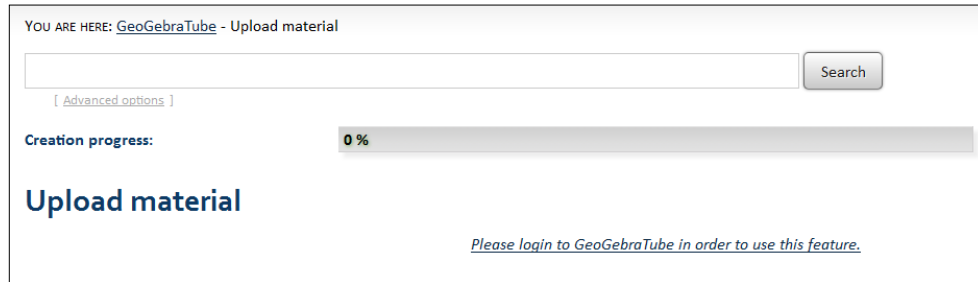 YOU ARE HERE: GeoGebraTube - Upload material
Search
[ Advanced options ]
Creation progress: 0 %
Upload material
Please login to GeoGebraTube in order to use this feature.